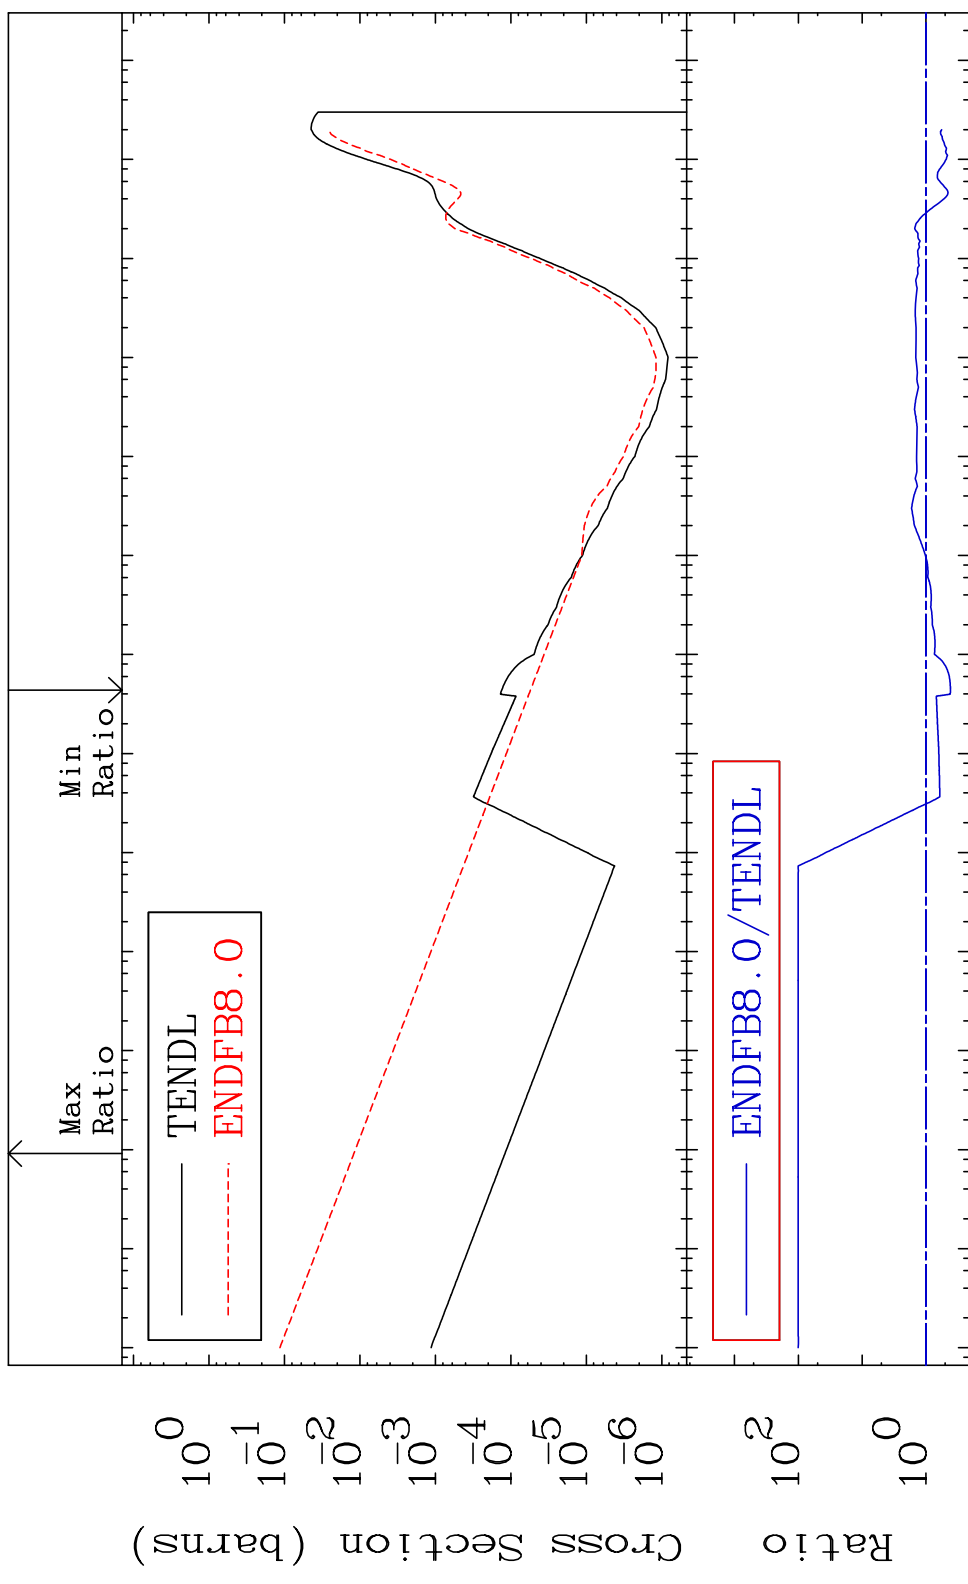 Max
Ratio
Min
Ratio
TENDL
ENDFB8.0
10^0
10^-1
10^-2
10^-3
10^-4
10^-5
10^-6
Cross Section (barns)
ENDFB8.0/TENDL
10^2
10^0
Ratio